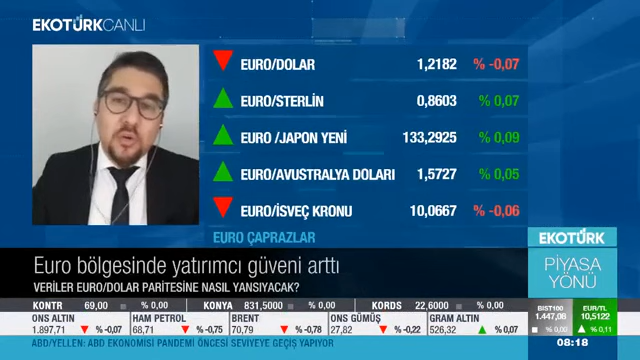 EKOTÜRK CANLI
EURO/DOLAR 1,2182 % -0,07
EURO/STERLİN 0,8603 % 0,07
EURO /JAPON YENİ 133,2925 % 0,09
EURO/AVUSTRALYA DOLARI 1,5727 % 0,05
EURO/İSVEÇ KRONU 10,0667 % -0,06
EURO ÇAPRAZLAR
EKOTÜRK
PİYASA
YÖNÜ
Euro bölgesinde yatırımcı güveni arttı
VERİLER EURO/DOLAR PARİTESİNE NASIL YANSIYACAK?
KONTR 69,00 % 0,00 KONYA 831,5000 % 0,00 KORDS 22,6000 % 0,00
BIST100 EUR/TL
1.447,06 10,5122
% 0,00 % 0,11
ONS ALTIN HAM PETROL BRENT ONS GÜMÜŞ GRAM ALTIN
1.897,71 % -0,07 68,71 % -0,75 70,79 % -0,78 27,82 % -0,22 526,32 % 0,07
ABD/YELLEN: ABD EKONOMİSİ PANDEMİ ÖNCESİ SEVİYEYE GEÇİŞ YAPIYOR
08:18